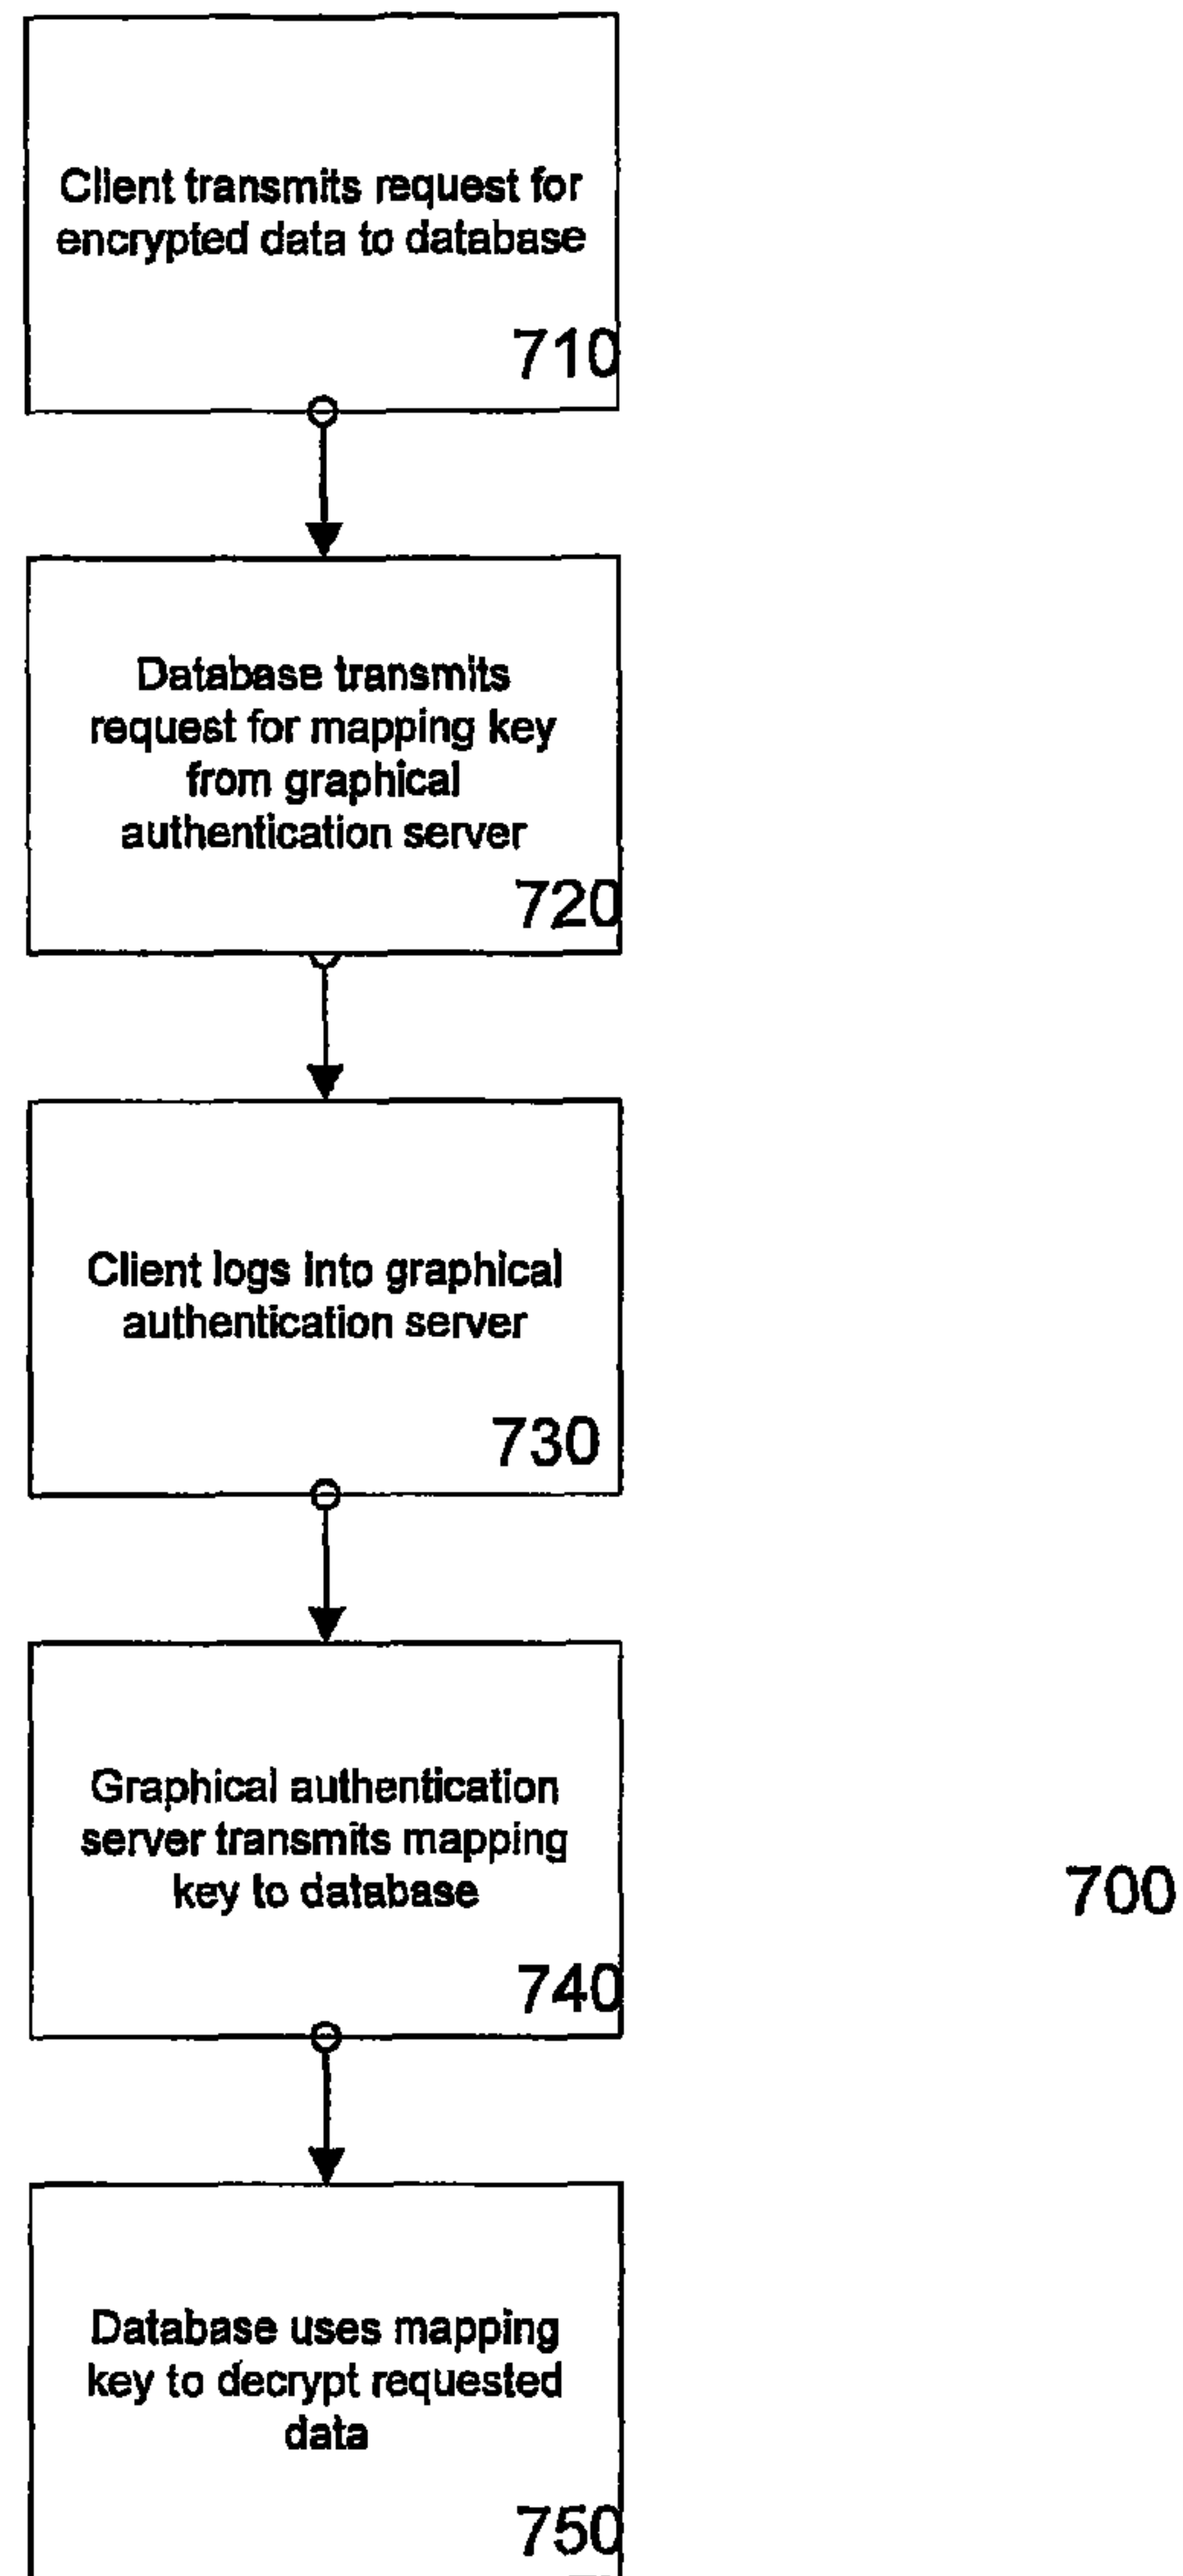 Client transmits request for
encrypted data to database
710
Database transmits
request for mapping key
from graphical
authentication server
720
Client logs into graphical
authentication server
730
Graphical authentication
server transmits mapping
key to database
740
700
Database uses mapping
key to decrypt requested
data
750